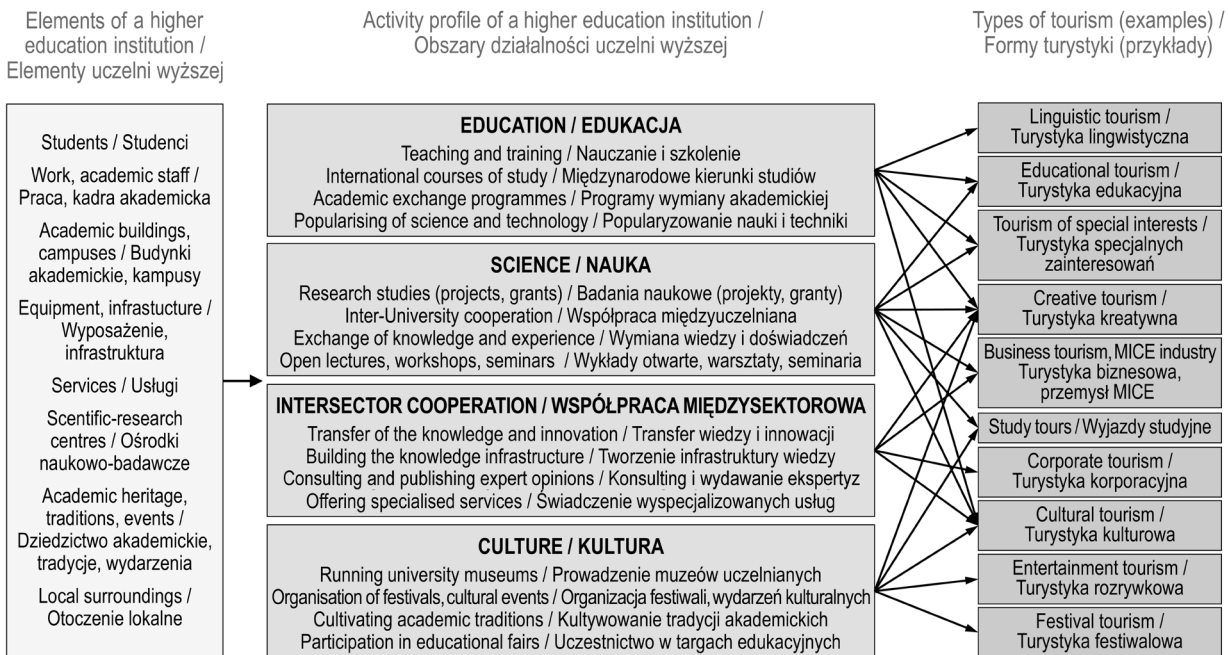 Elements of a higher
education institution /
Elementy uczelni wyższej
Activity profile of a higher education institution /
Obszary działalności uczelni wyższej
Types of tourism (examples) /
Formy turystyki (przykłady)
Students / Studenci
Work, academic staff /
Praca, kadra akademicka
Academic buildings,
campuses / Budynki
akademickie, kampusy
Equipment, infrastucture /
Wyposażenie,
infrastruktura
Services / Usługi
Scientific-research
centres / Ośrodki
naukowo-badawcze
Academic heritage,
traditions, events /
Dziedzictwo akademickie,
tradycje, wydarzenia
Local surroundings /
Otoczenie lokalne
EDUCATION / EDUKACJA
Teaching and training / Nauczanie i szkolenie
International courses of study / Międzynarodowe kierunki studiów
Academic exchange programmes / Programy wymiany akademickiej
Popularising of science and technology / Popularyzowanie nauki i techniki
SCIENCE / NAUKA
Research studies (projects, grants) / Badania naukowe (projekty, granty)
Inter-University cooperation / Współpraca międzyuczelniana
Exchange of knowledge and experience / Wymiana wiedzy i doświadczeń
Open lectures, workshops, seminars / Wykłady otwarte, warsztaty, seminaria
INTERSECTOR COOPERATION / WSPÓŁPRACA MIĘDZYSEKTOROWA
Transfer of the knowledge and innovation / Transfer wiedzy i innowacji
Building the knowledge infrastructure / Tworzenie infrastruktury wiedzy
Consulting and publishing expert opinions / Konsulting i wydawanie ekspertyz
Offering specialised services / Świadczenie wyspecjalizowanych usług
CULTURE / KULTURA
Running university museums / Prowadzenie muzeów uczelnianych
Organisation of festivals, cultural events / Organizacja festiwali, wydarzeń kulturalnych
Cultivating academic traditions / Kultywowanie tradycji akademickich
Participation in educational fairs / Uczestnictwo w targach edukacyjnych
Linguistic tourism /
Turystyka lingwistyczna
Educational tourism /
Turystyka edukacyjna
Tourism of special interests /
Turystyka specjalnych
zainteresowań
Creative tourism /
Turystyka kreatywna
Business tourism, MICE industry
Turystyka biznesowa,
przemysł MICE
Study tours / Wyjazdy studyjne
Corporate tourism /
Turystyka korporacyjna
Cultural tourism /
Turystyka kulturowa
Entertainment tourism /
Turystyka rozrywkowa
Festival tourism /
Turystyka festiwalowa